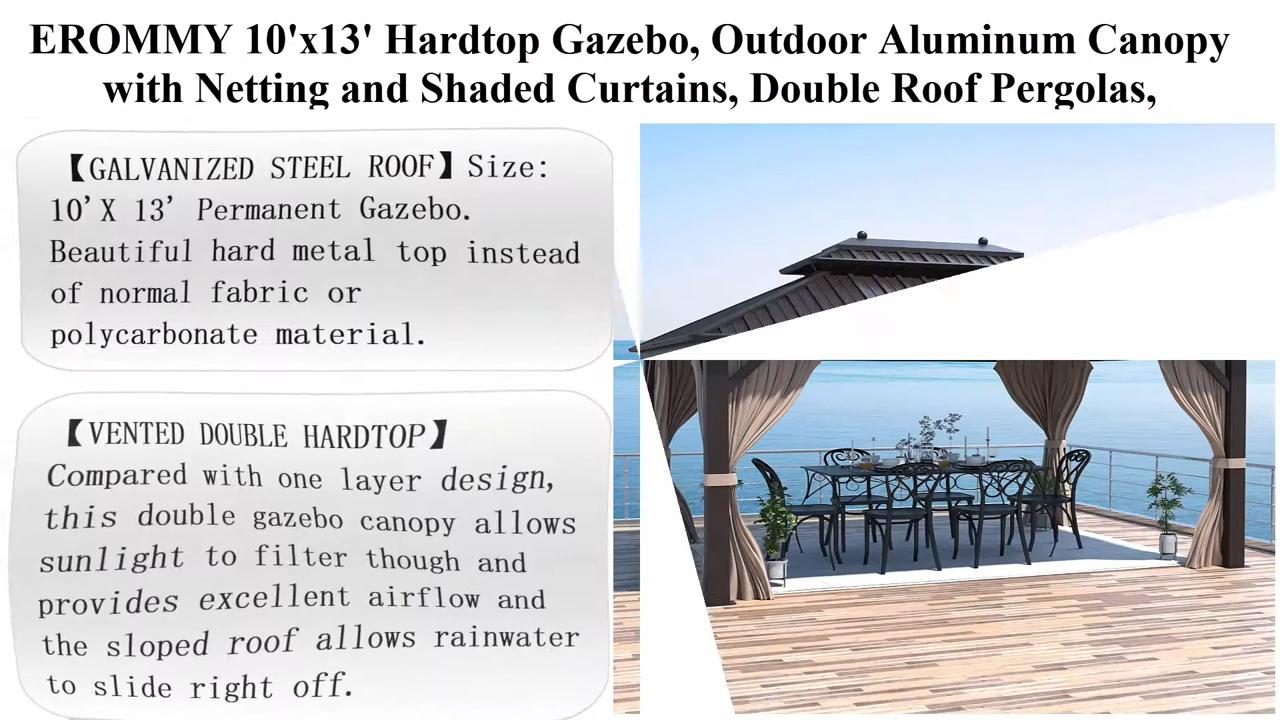 EROMMY 10'x13' Hardtop Gazebo, Outdoor Aluminum Canopy
with Netting and Shaded Curtains, Double Roof Pergolas,
【GALVANIZED STEEL ROOF】Size:
10’X 13’ Permanent Gazebo.
Beautiful hard metal top instead
of normal fabric or
polycarbonate material.
【VENTED DOUBLE HARDTOP】
Compared with one layer design,
this double gazebo canopy allows
sunlight to filter though and
provides excellent airflow and
the sloped roof allows rainwater
to slide right off.